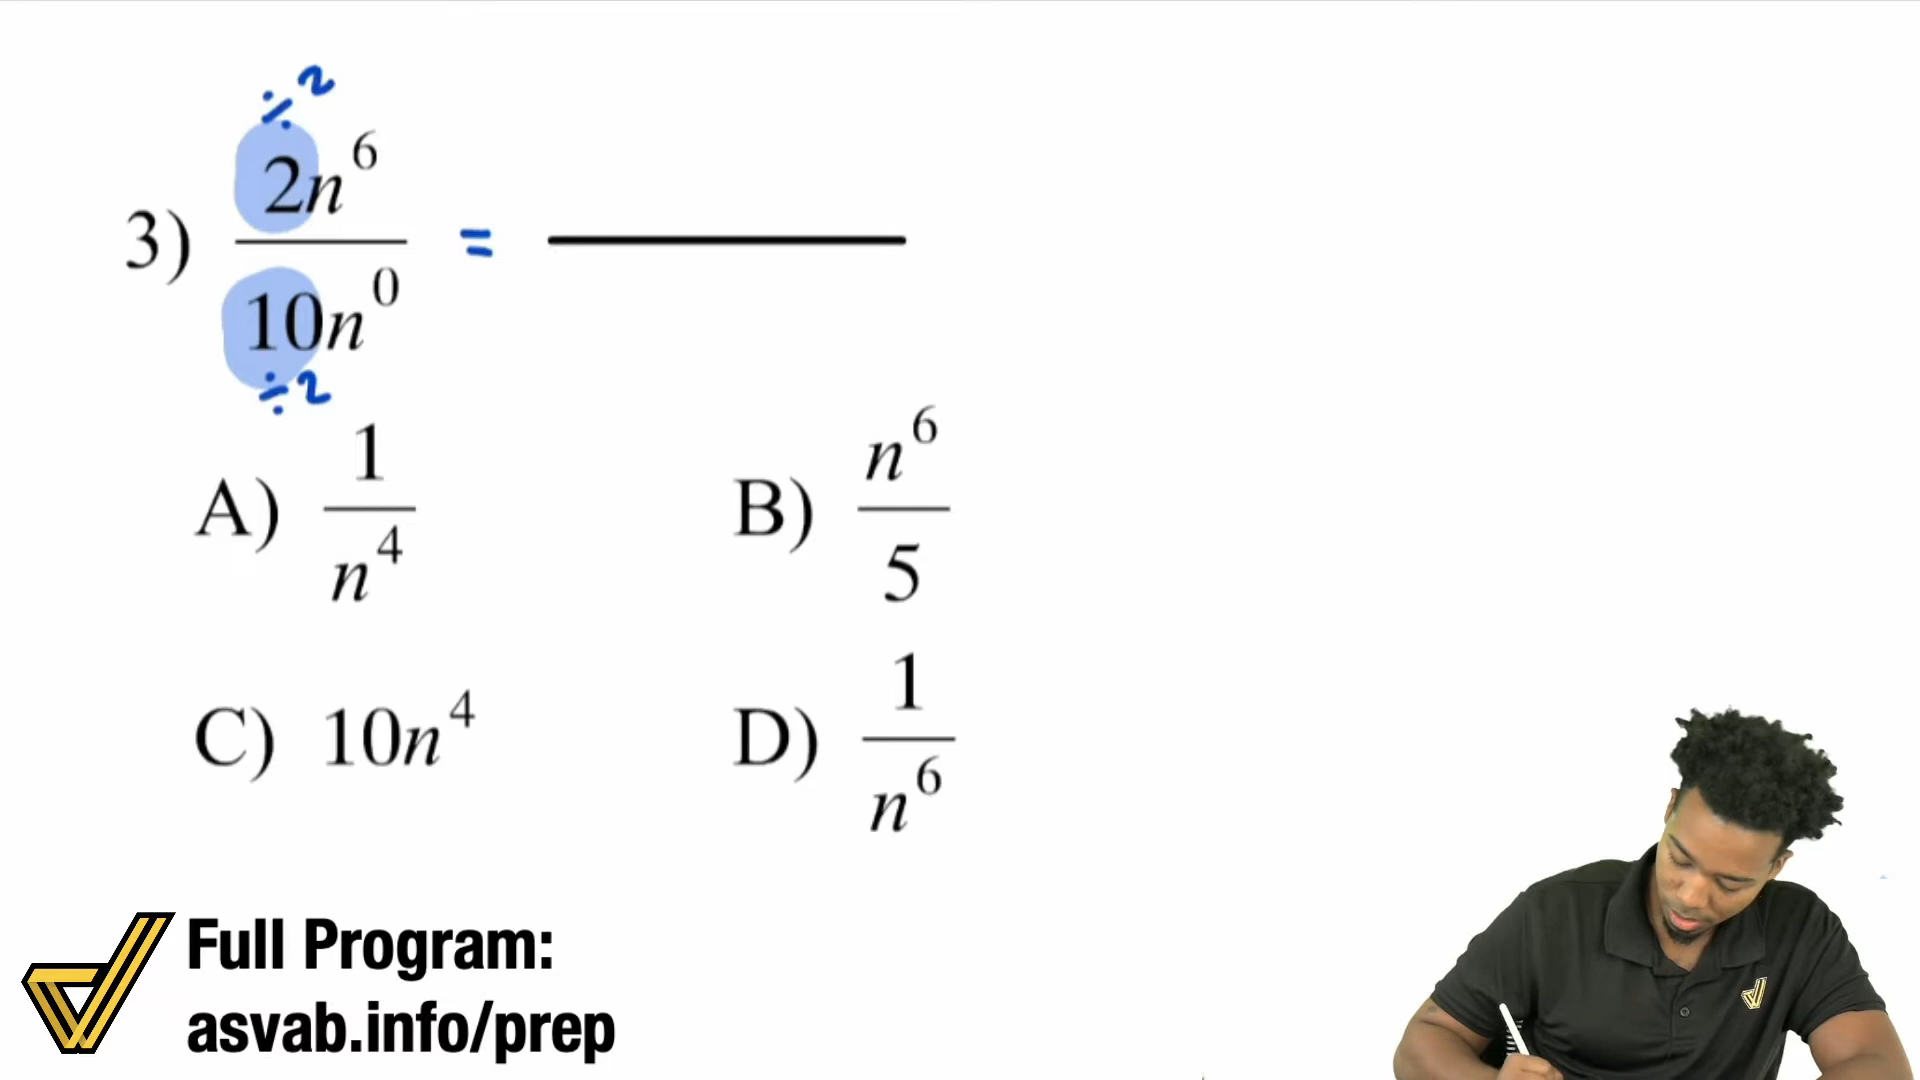 ÷2
3) 2n^6 / 10n^0 =
÷2
A) 1 / n^4
B) n^6 / 5
C) 10n^4
D) 1 / n^6
Full Program:
asvab.info/prep